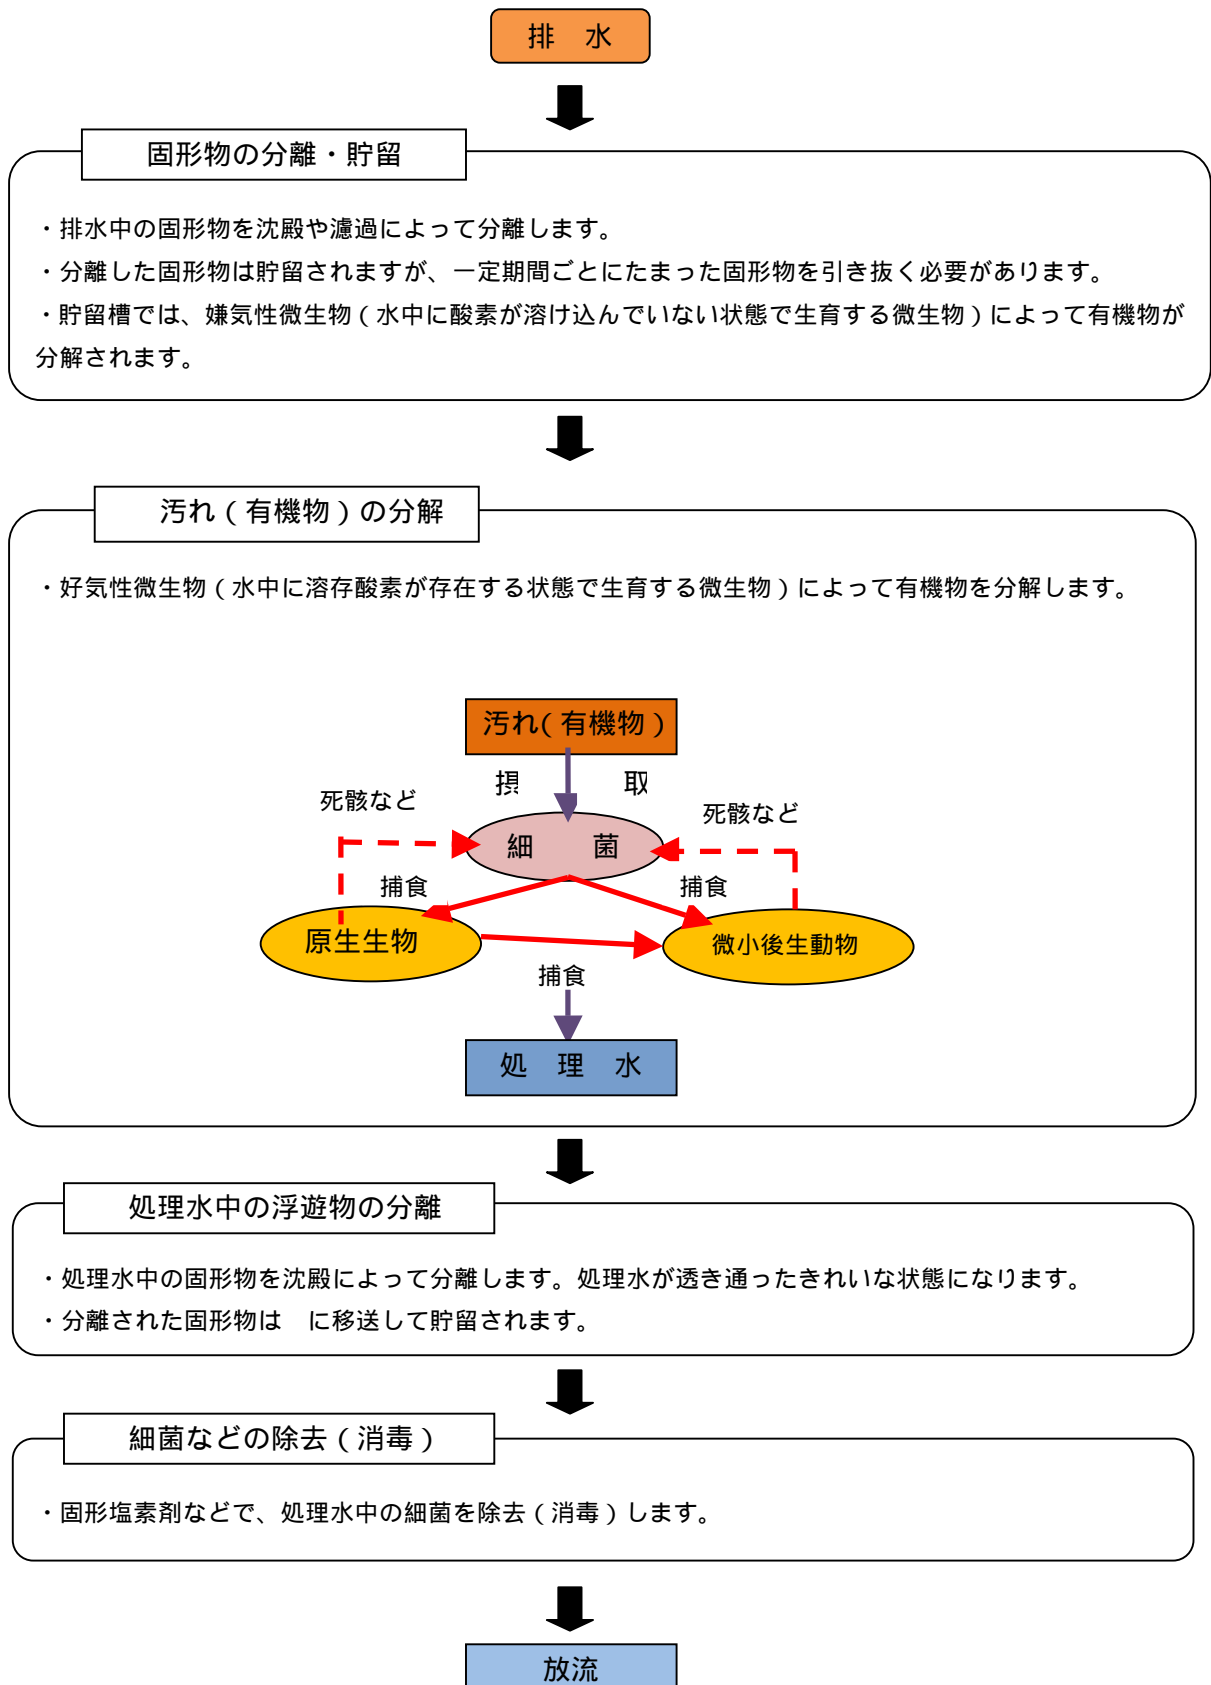 排　水
固形物の分離・貯留
・排水中の固形物を沈殿や濾過によって分離します。
・分離した固形物は貯留されますが、一定期間ごとにたまった固形物を引き抜く必要があります。
・貯留槽では、嫌気性微生物（水中に酸素が溶け込んでいない状態で生育する微生物）によって有機物が
分解されます。
汚れ（有機物）の分解
・好気性微生物（水中に溶存酸素が存在する状態で生育する微生物）によって有機物を分解します。
汚れ（有機物）
摂　　取
死骸など
死骸など
細　菌
捕食
捕食
原生生物
微小後生動物
捕食
処　理　水
処理水中の浮遊物の分離
・処理水中の固形物を沈殿によって分離します。処理水が透き通ったきれいな状態になります。
・分離された固形物は　に移送して貯留されます。
細菌などの除去（消毒）
・固形塩素剤などで、処理水中の細菌を除去（消毒）します。
放流